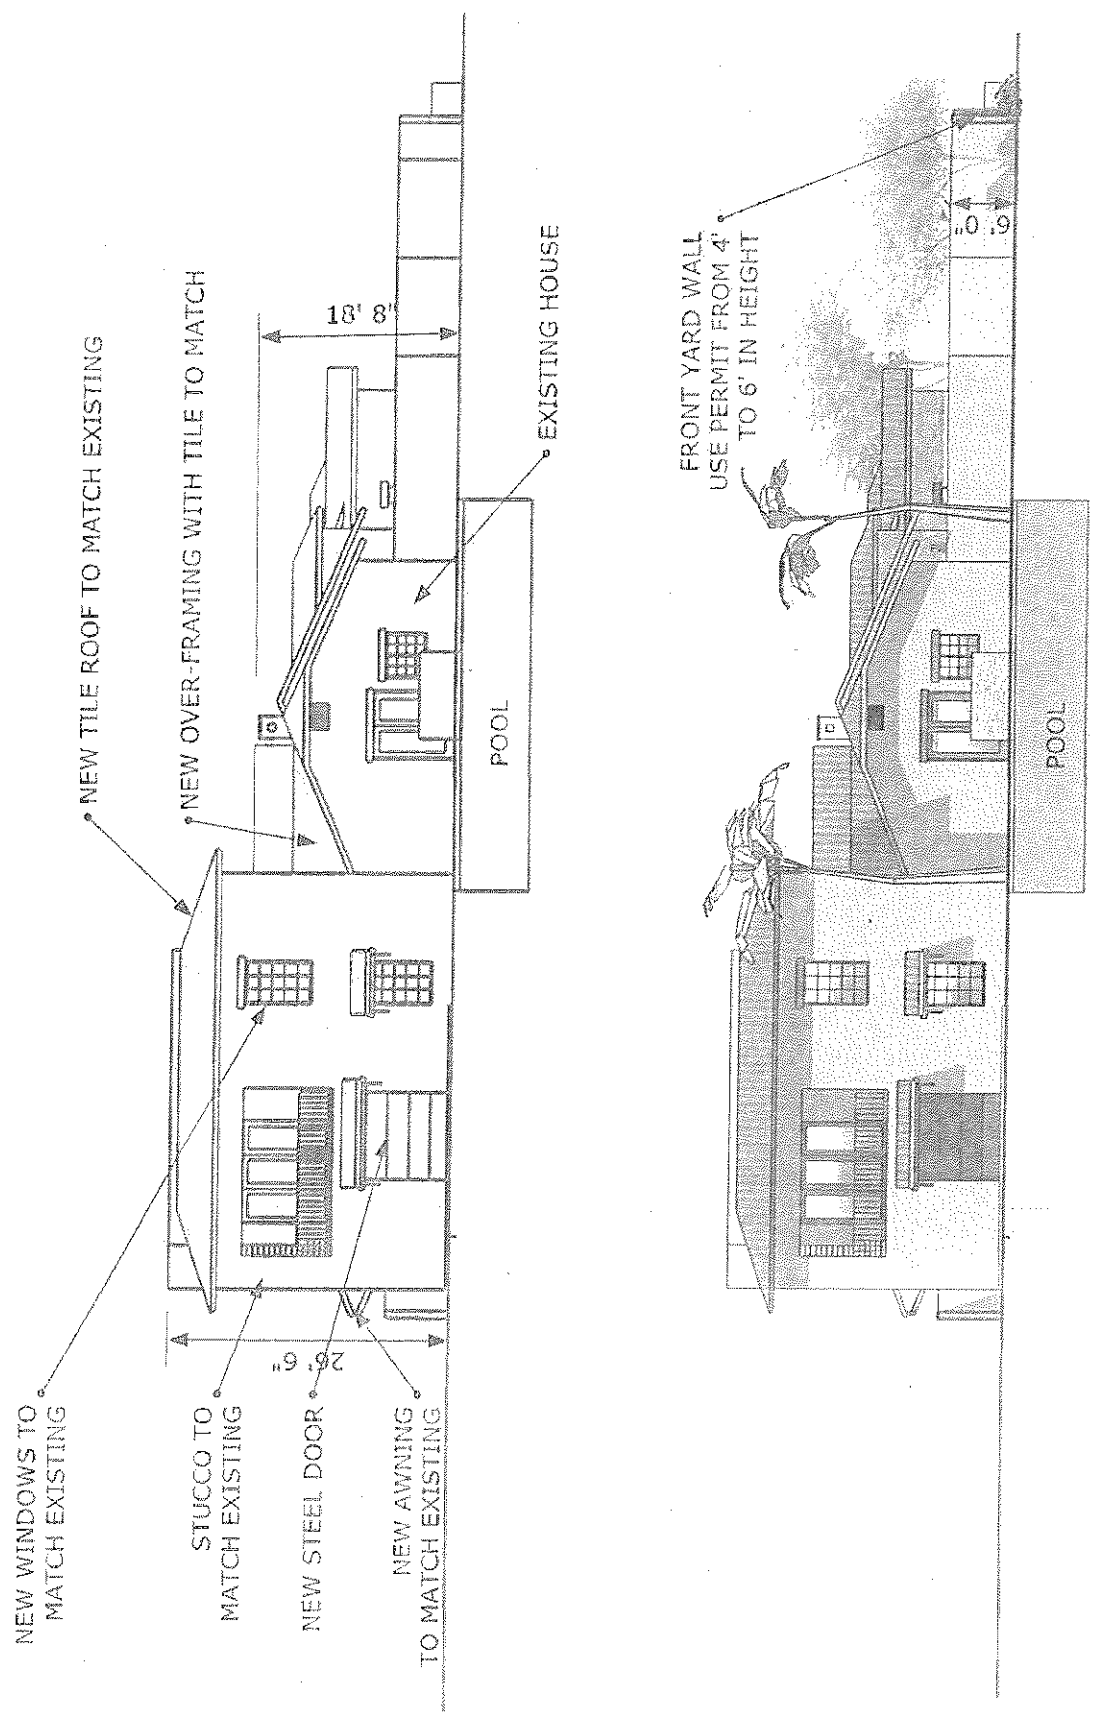 NEW WINDOWS TO
MATCH EXISTING
STUCCO TO
MATCH EXISTING
NEW STEEL DOOR
NEW AWNING
TO MATCH EXISTING
26' 6"
NEW TILE ROOF TO MATCH EXISTING
NEW OVER-FRAMING WITH TILE TO MATCH
18' 8"
EXISTING HOUSE
POOL
FRONT YARD WALL
USE PERMIT FROM 4'
TO 6' IN HEIGHT
6' 0"
POOL